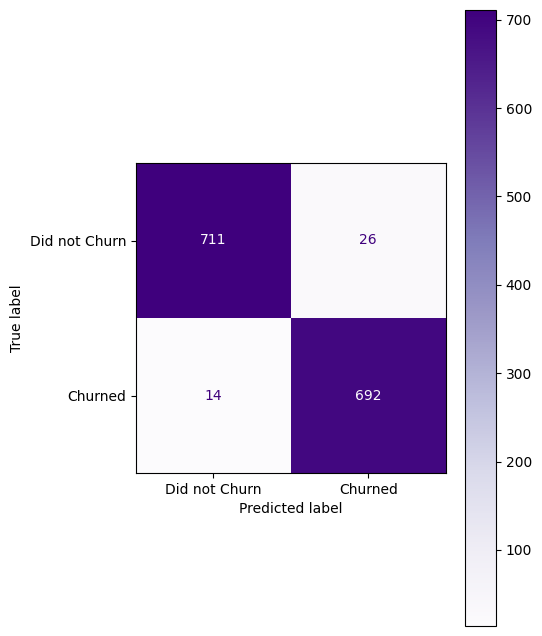 700
600
500
400
300
200
100
True label
Did not Churn
711
26
Churned
14
692
Did not Churn
Churned
Predicted label